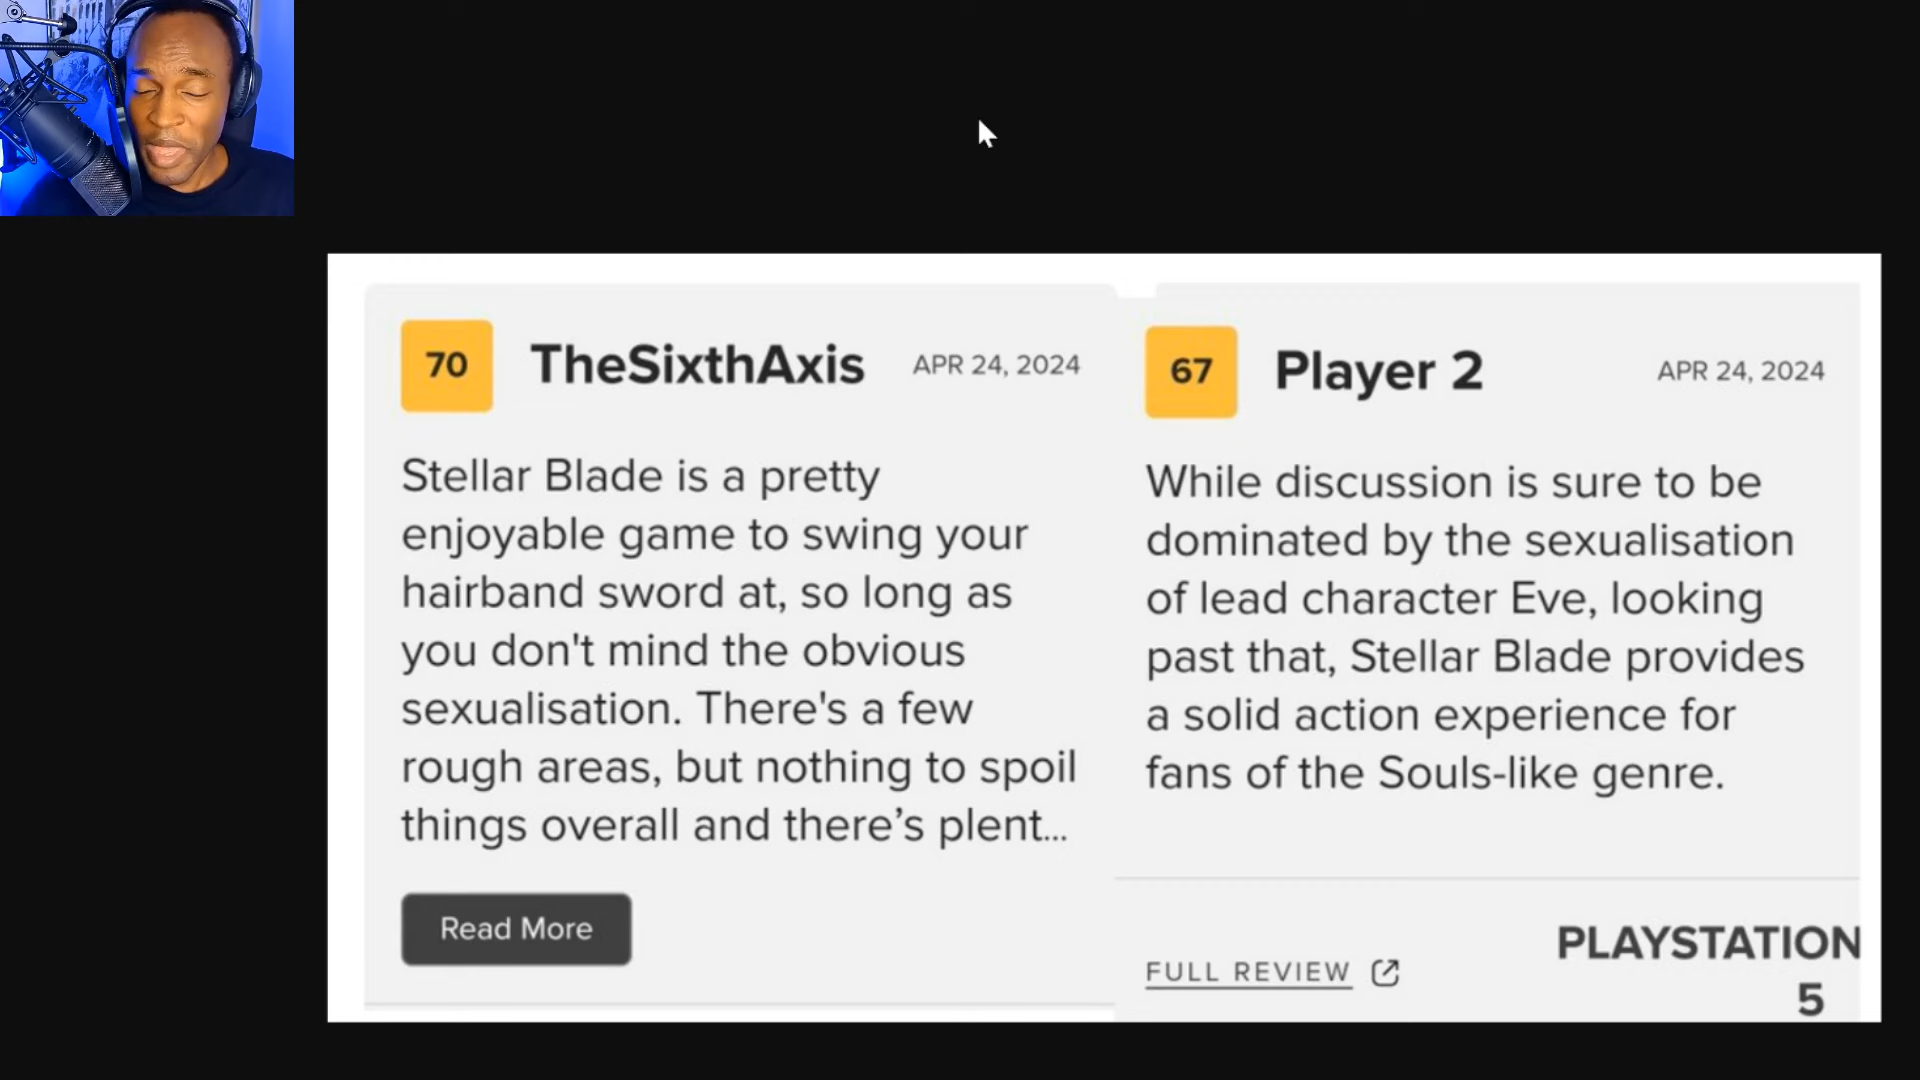 70 TheSixthAxis APR 24, 2024
Stellar Blade is a pretty
enjoyable game to swing your
hairband sword at, so long as
you don't mind the obvious
sexualisation. There's a few
rough areas, but nothing to spoil
things overall and there’s plent...
Read More
67 Player 2 APR 24, 2024
While discussion is sure to be
dominated by the sexualisation
of lead character Eve, looking
past that, Stellar Blade provides
a solid action experience for
fans of the Souls-like genre.
FULL REVIEW
PLAYSTATION
5